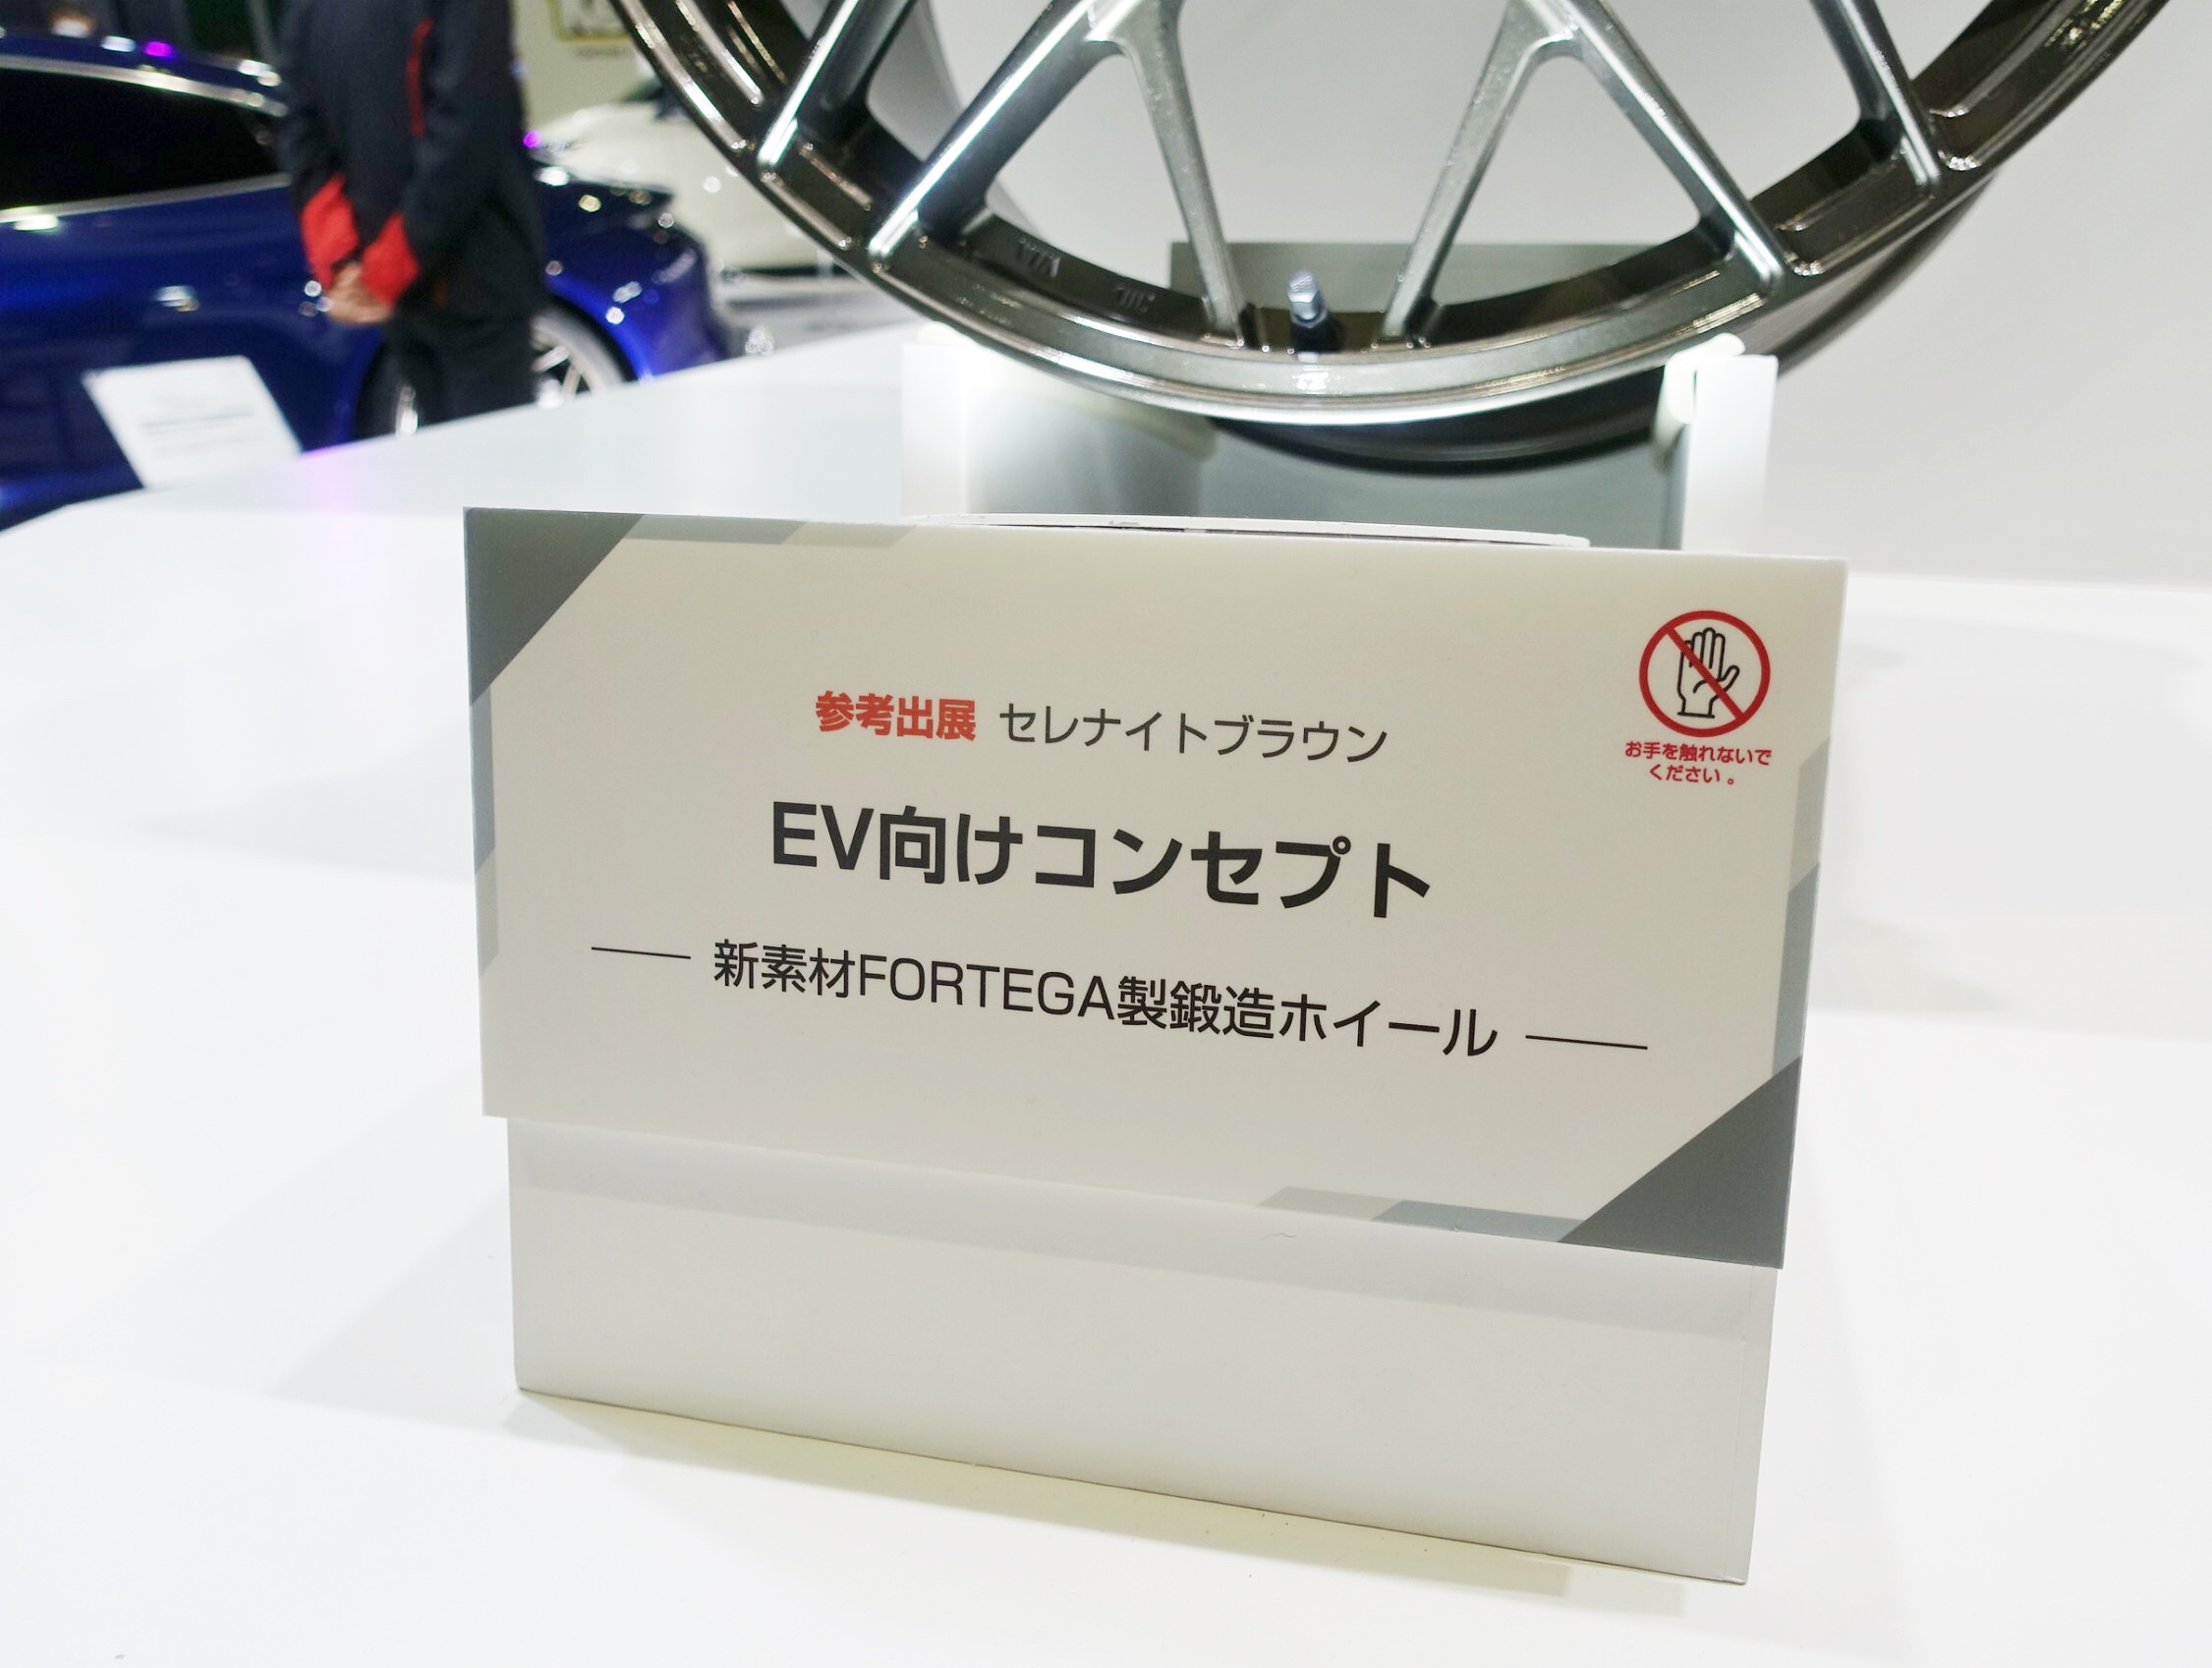 参考出展 セレナイトブラウン
EV向けコンセプト
新素材FORTEGA製鍛造ホイール
お手を触れないで
ください。